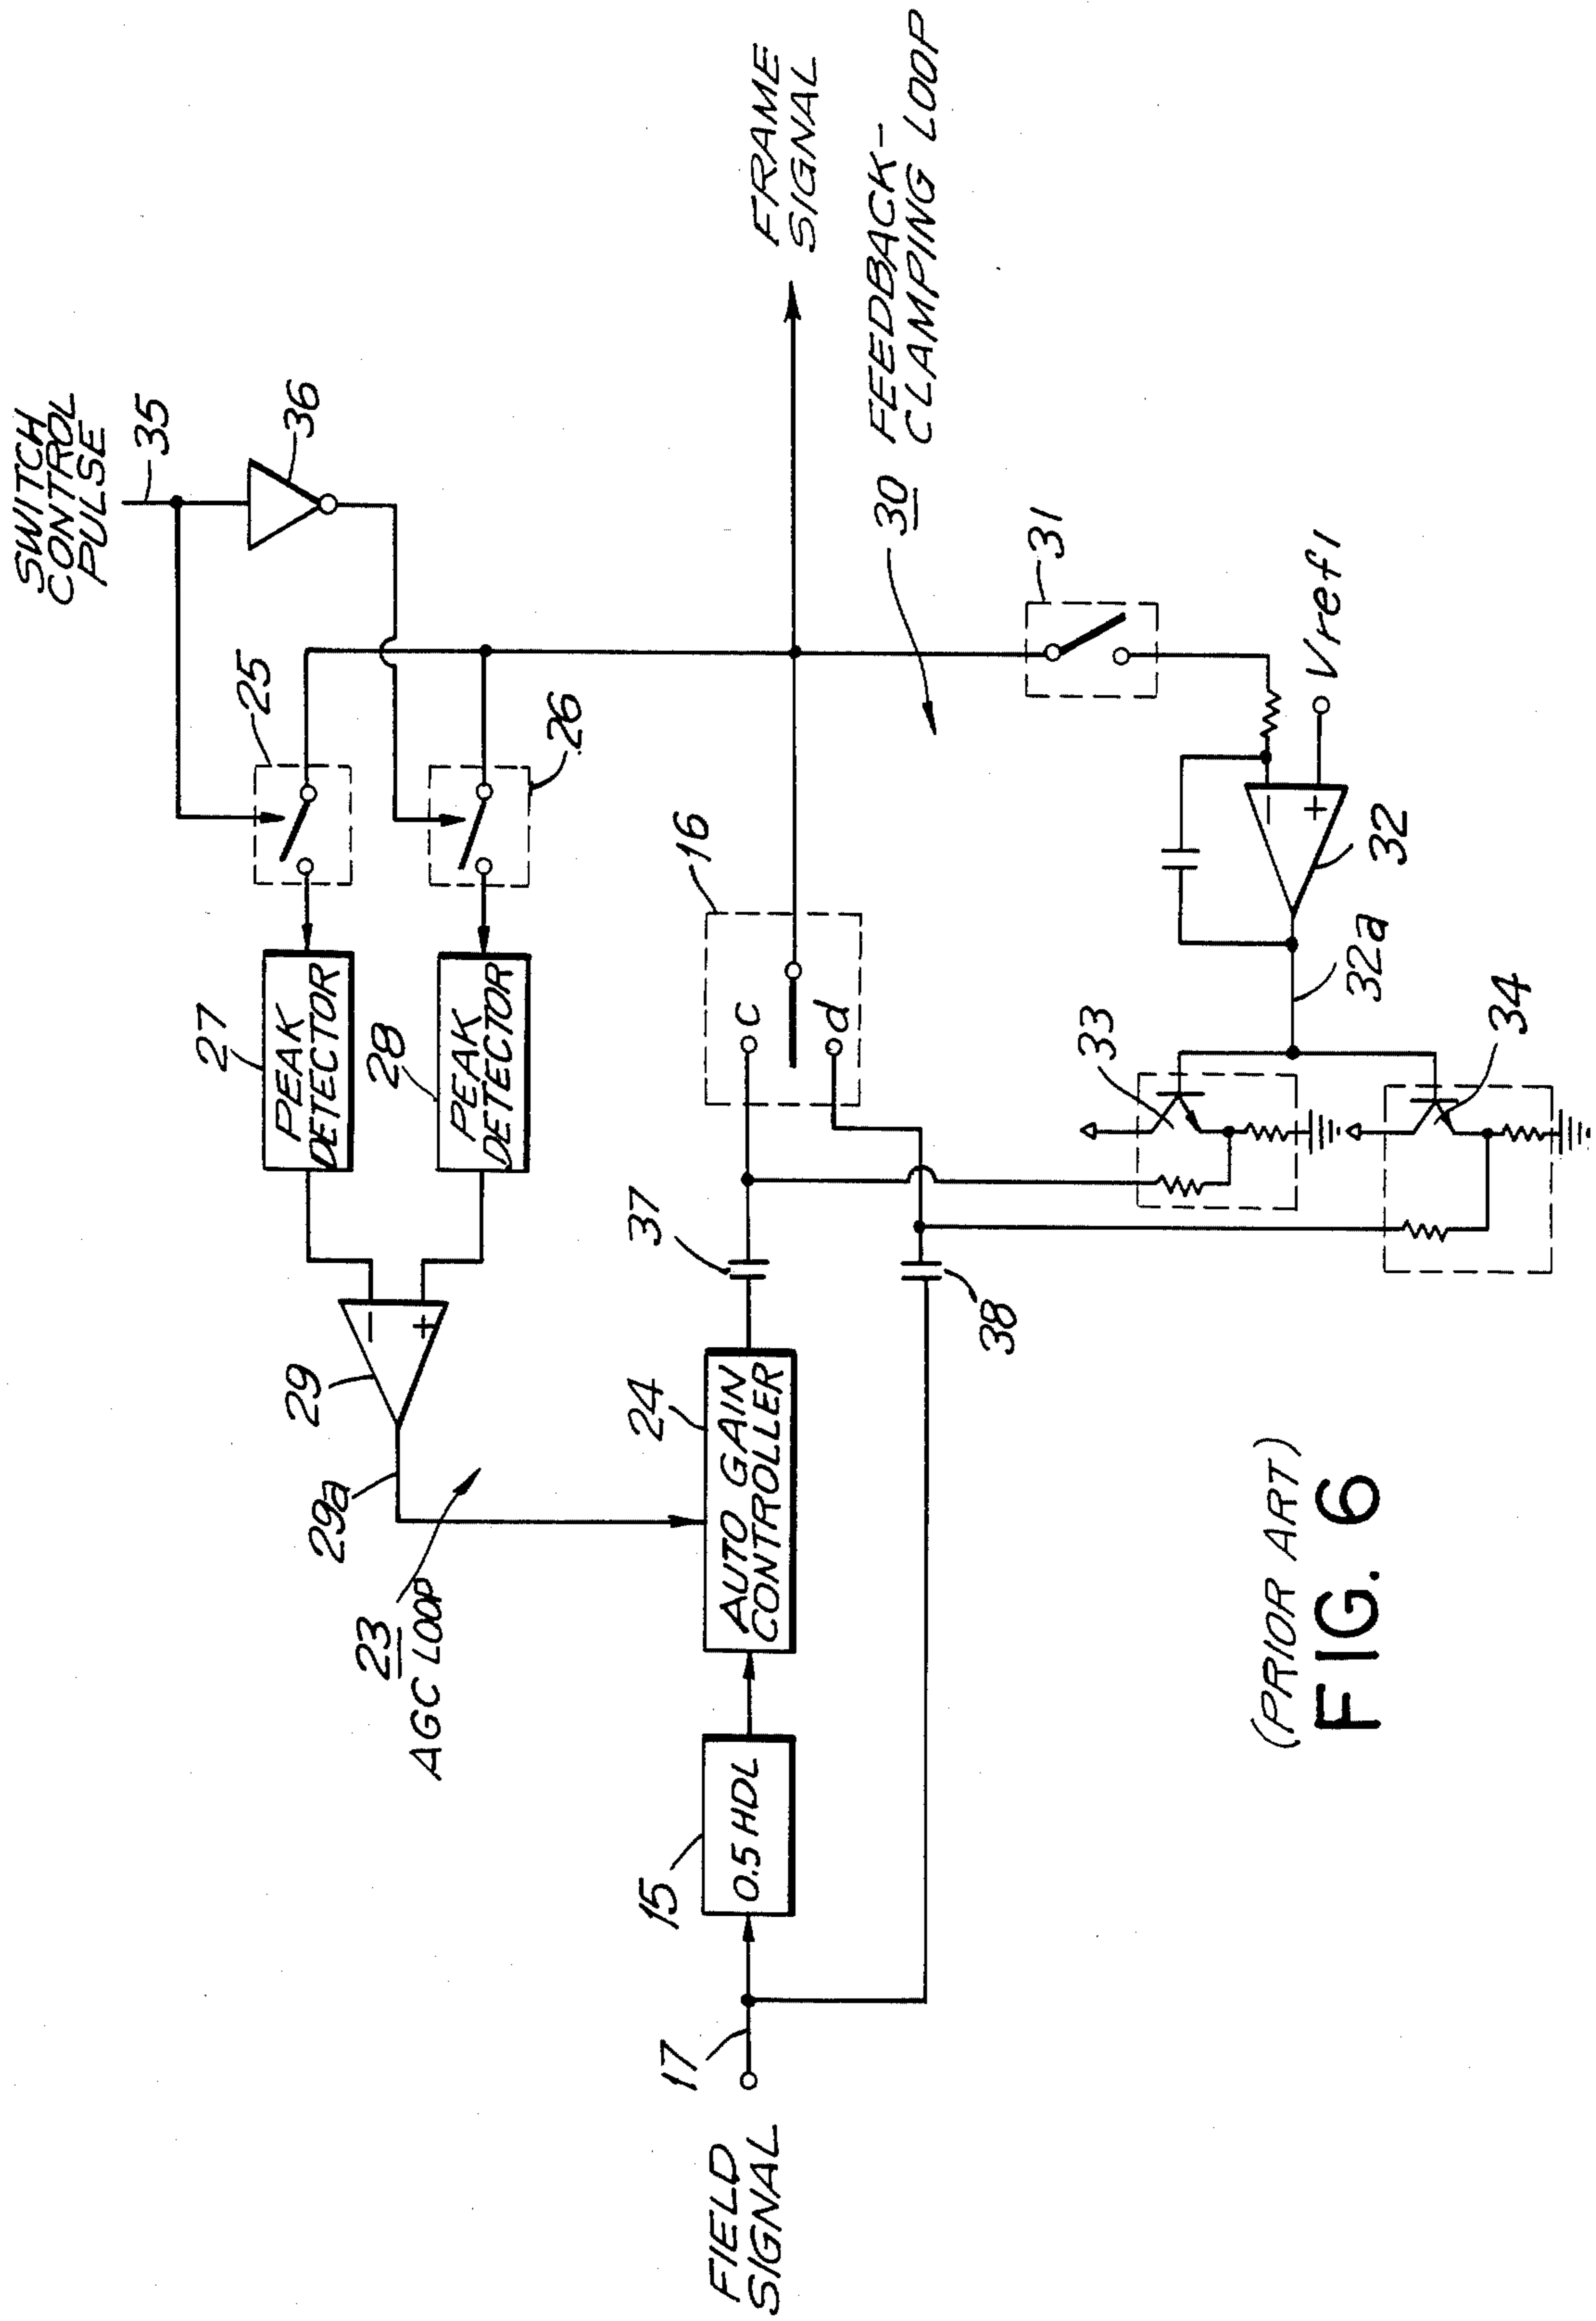 SWITCH
CONTROL
PULSE
35
36
25
26
27
PEAK
DETECTOR
28
PEAK
DETECTOR
29
29a
23
AGC LOOP
FIELD
SIGNAL
17
15
0.5 HDL
24
AUTO GAIN
CONTROLLER
37
38
16
c
d
FRAME
SIGNAL
30 FEEDBACK-
CLAMPING LOOP
31
Vref1
32
32a
33
34
−
+
−
+
(PRIOR ART)
FIG. 6